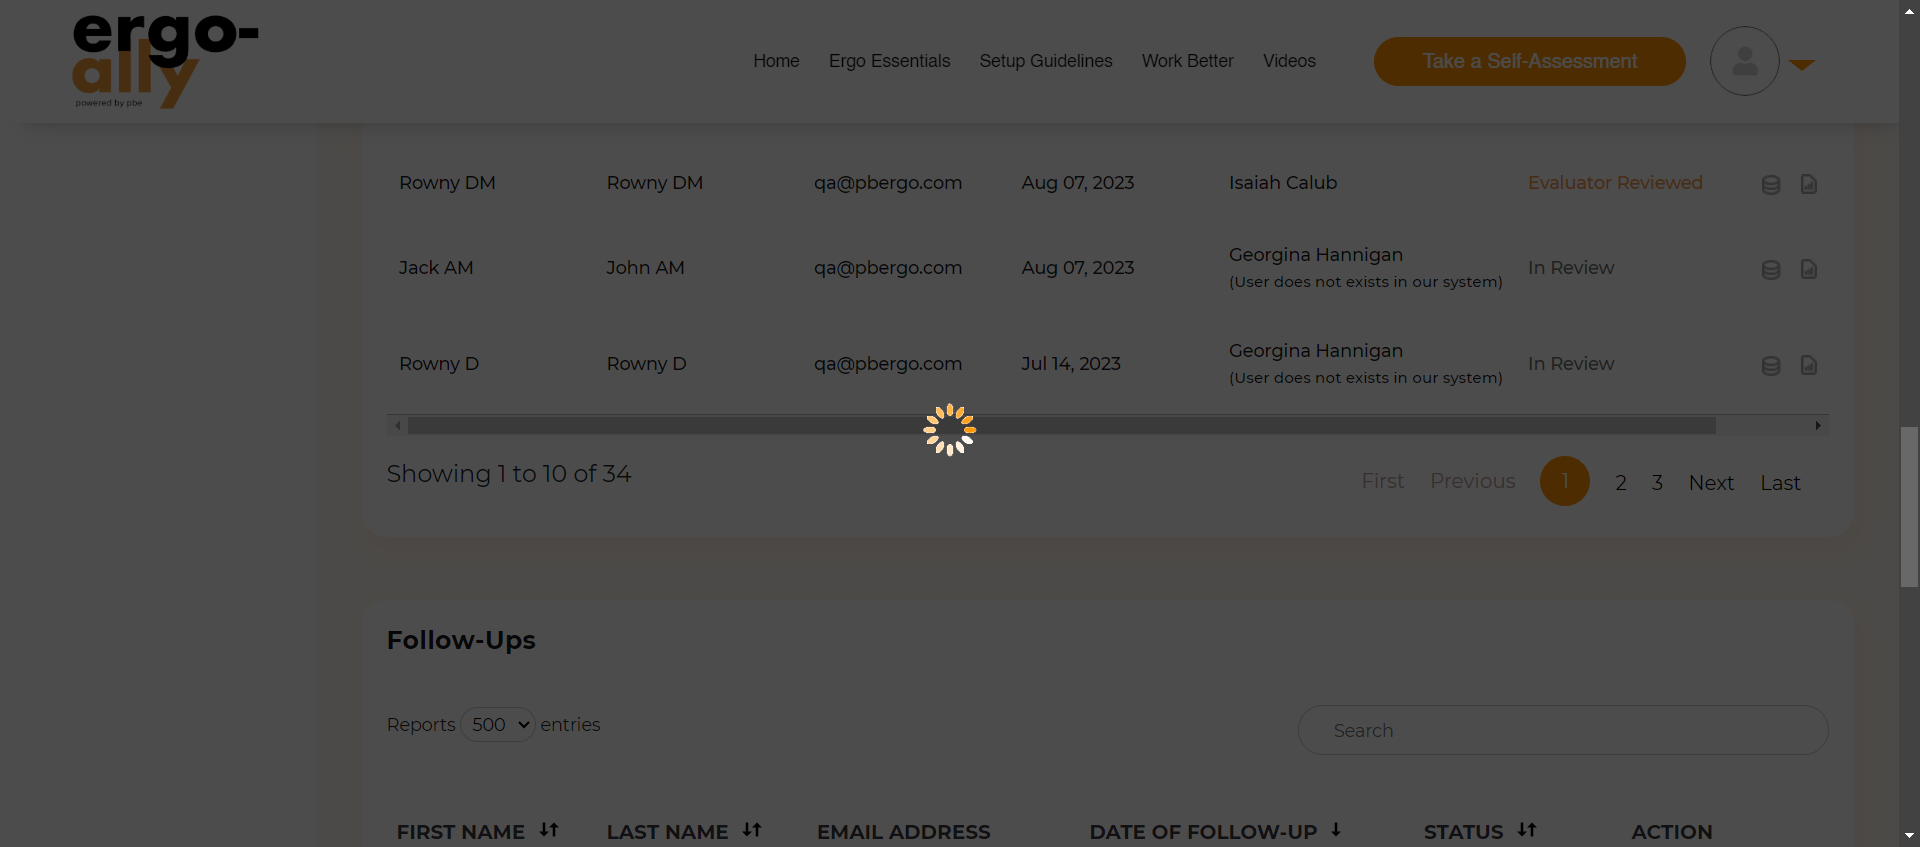 ergo-
ally
powered by pbe
Home Ergo Essentials Setup Guidelines Work Better Videos Take a Self-Assessment
Rowny DM Rowny DM qa@pbergo.com Aug 07, 2023 Isaiah Calub Evaluator Reviewed
Jack AM John AM qa@pbergo.com Aug 07, 2023 Georgina Hannigan In Review
(User does not exists in our system)
Rowny D Rowny D qa@pbergo.com Jul 14, 2023 Georgina Hannigan In Review
(User does not exists in our system)
Showing 1 to 10 of 34 First Previous 1 2 3 Next Last
Follow-Ups
Reports 500 entries Search
FIRST NAME LAST NAME EMAIL ADDRESS DATE OF FOLLOW-UP STATUS ACTION